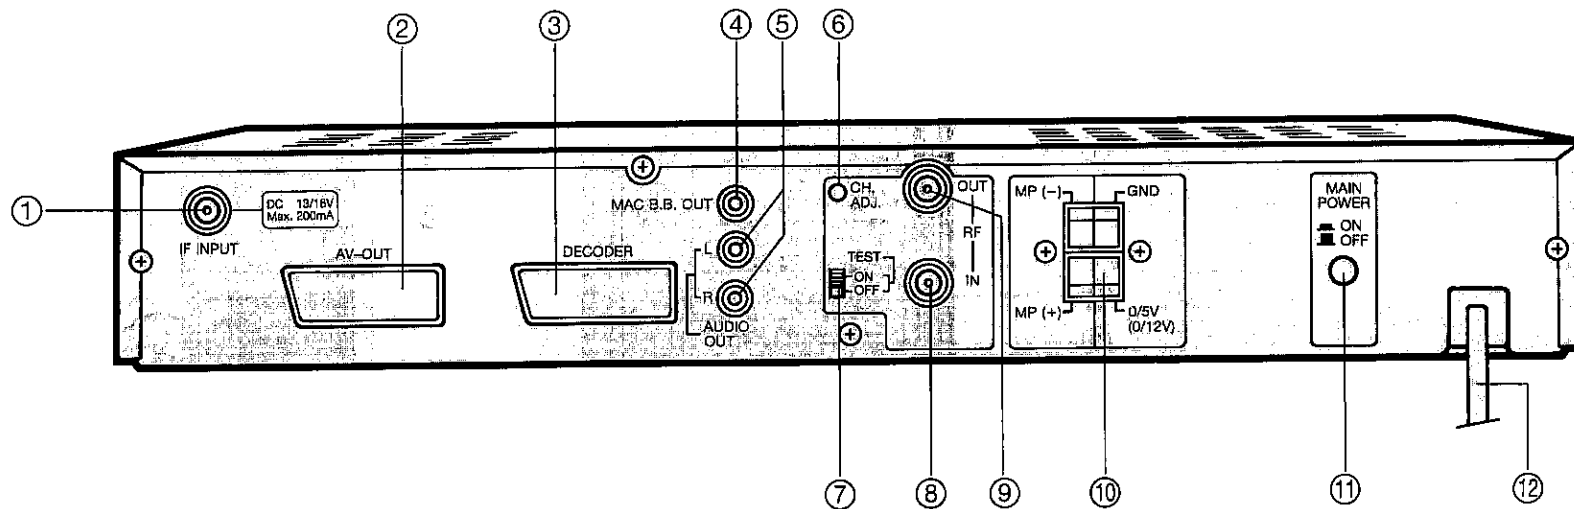 ② ③ ④ ⑤ ⑥
①
DC 13/18V
Max. 200mA
IF INPUT
AV-OUT
DECODER
MAC B.B. OUT
L
R
AUDIO
OUT
CH.
ADJ.
OUT
RF
IN
TEST
ON
OFF
MP (−)
GND
MP (+)
0/5V
(0/12V)
MAIN
POWER
ON
OFF
⑦ ⑧ ⑨ ⑩ ⑪ ⑫